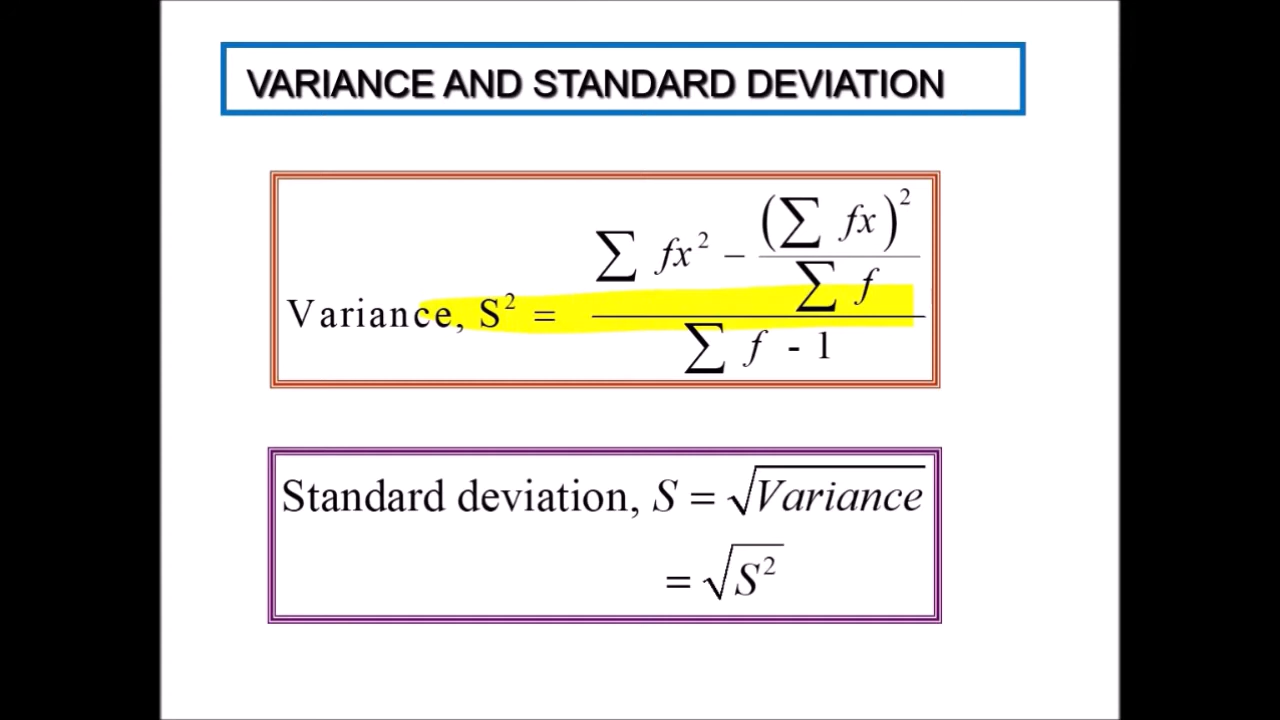 VARIANCE AND STANDARD DEVIATION
Variance, S² = (∑ fx² – (∑ fx)² / ∑ f) / (∑ f - 1)
Standard deviation, S = √Variance
= √S²